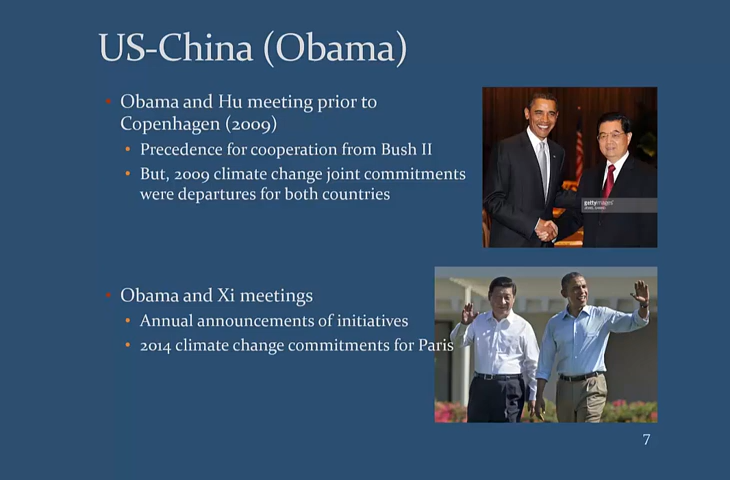 US-China (Obama)
Obama and Hu meeting prior to
Copenhagen (2009)
Precedence for cooperation from Bush II
But, 2009 climate change joint commitments
were departures for both countries
gettyimages
Obama and Xi meetings
Annual announcements of initiatives
2014 climate change commitments for Paris
7